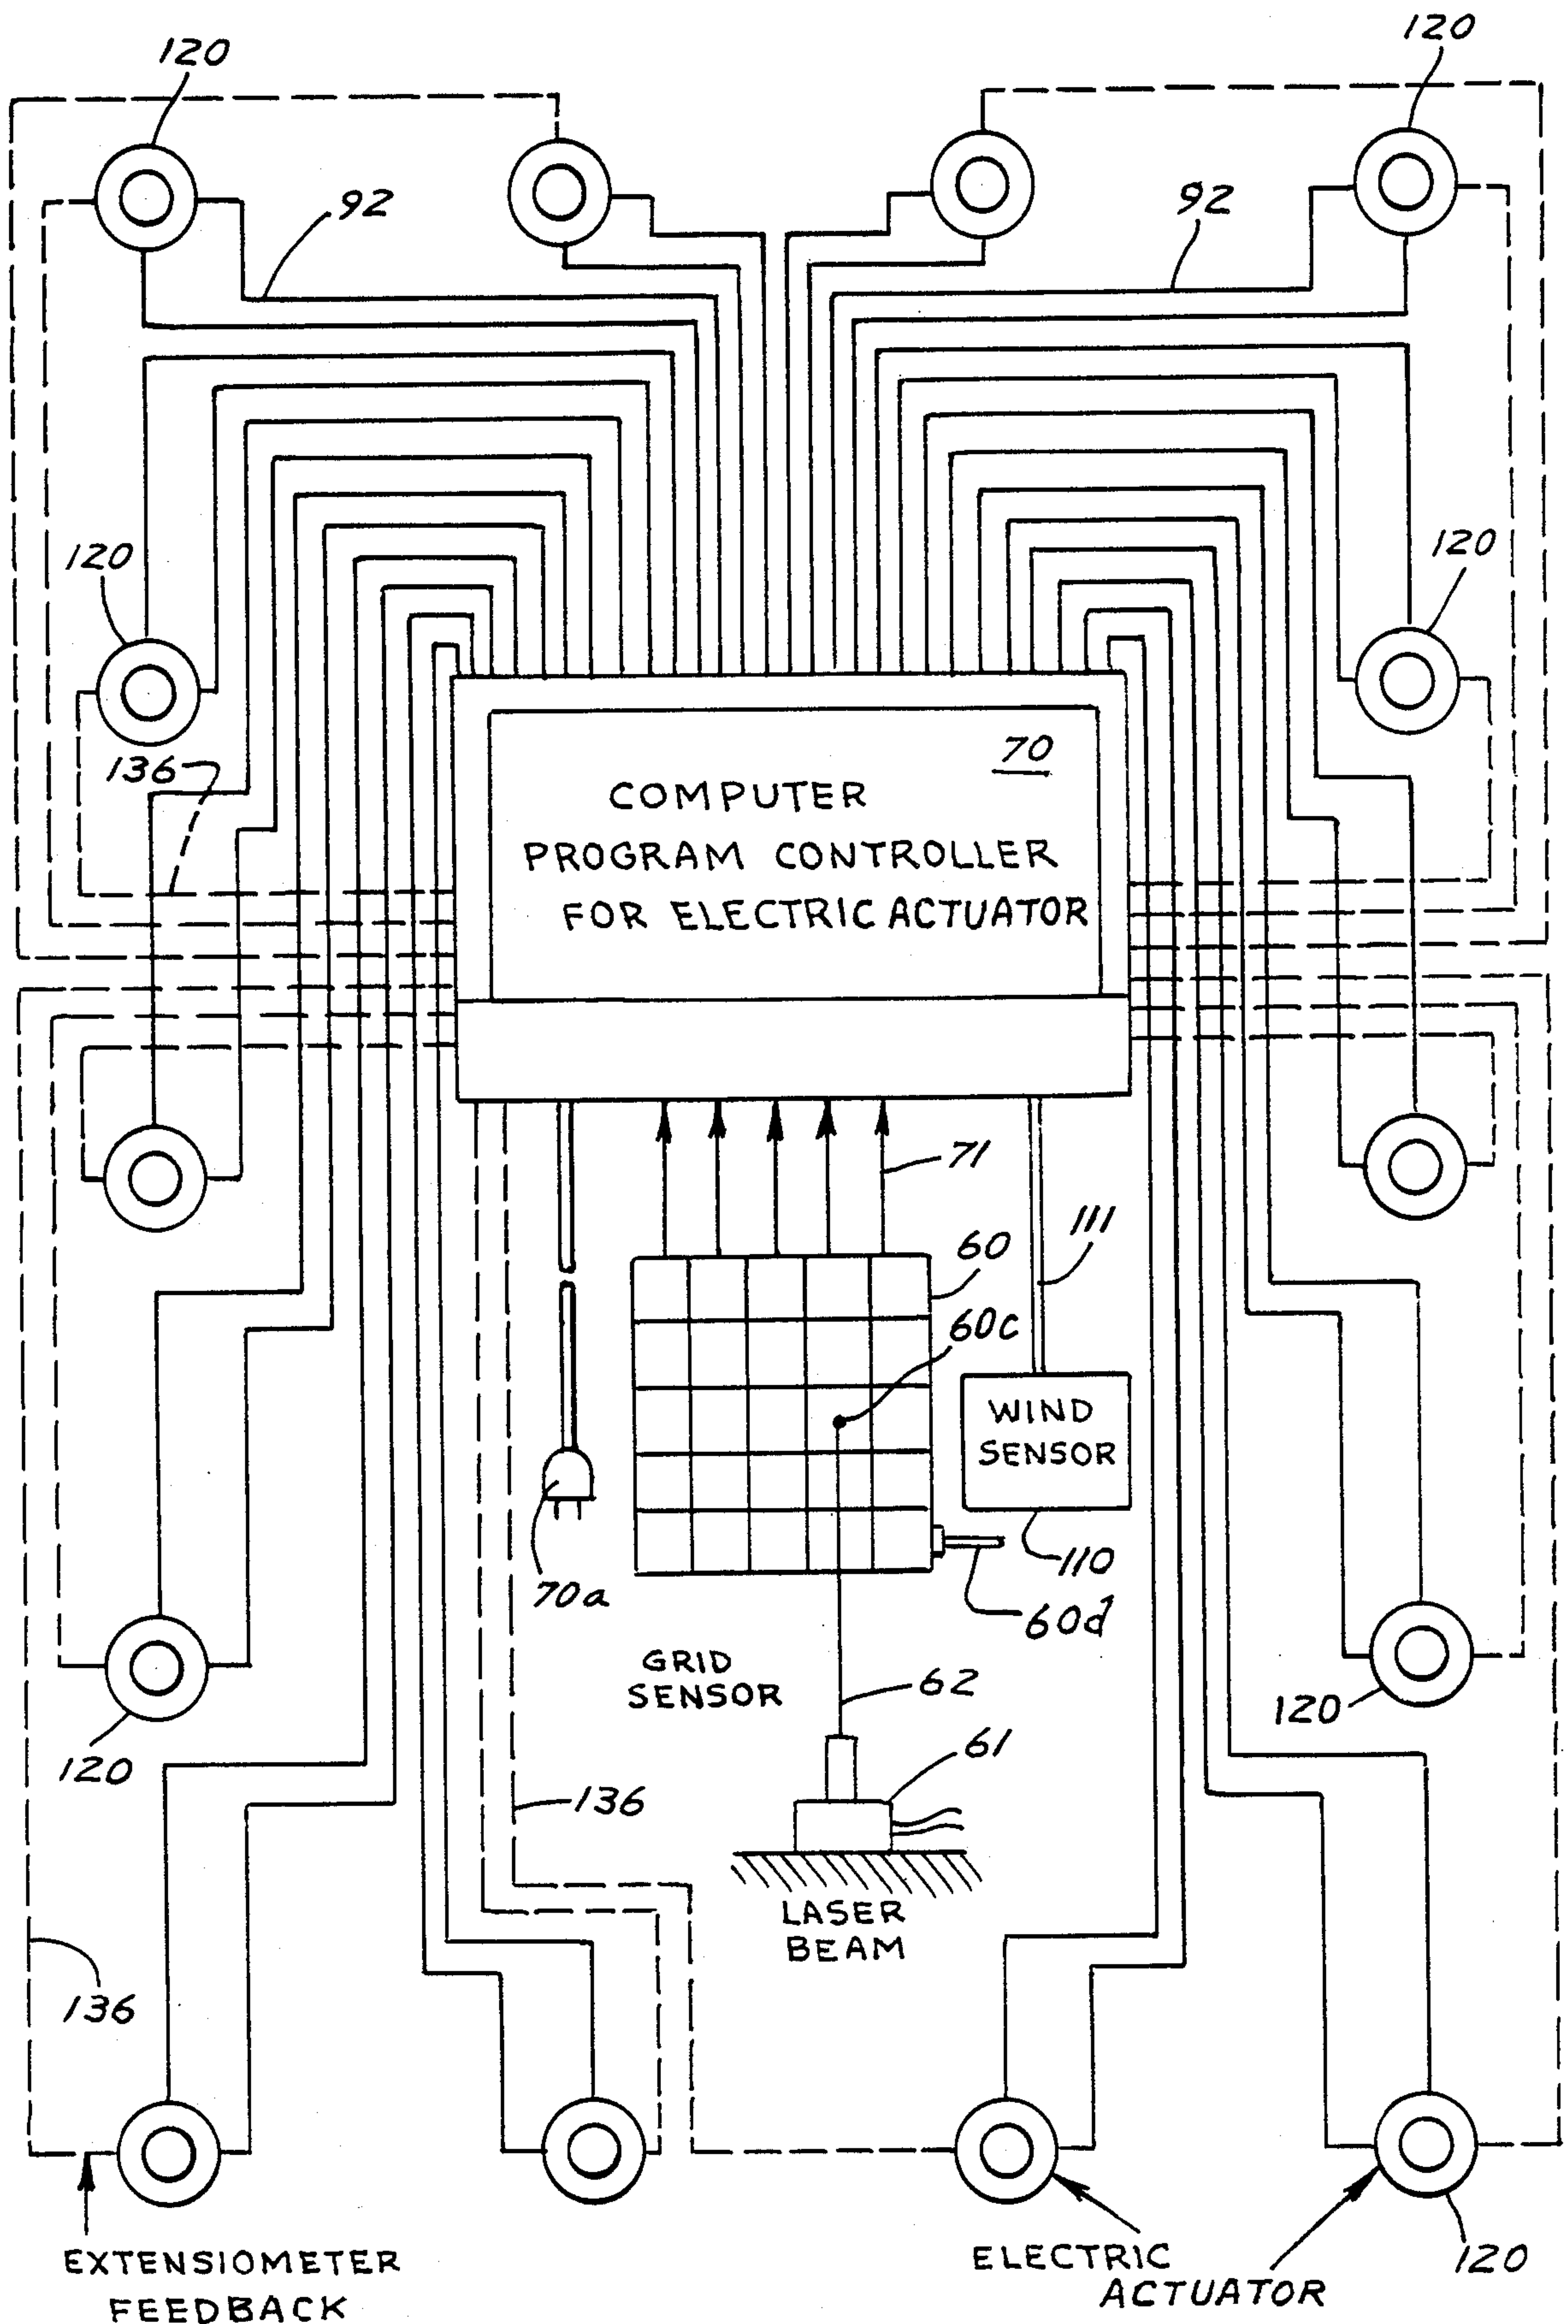 120
120
92
92
120
120
136
70
COMPUTER
PROGRAM CONTROLLER
FOR ELECTRIC ACTUATOR
71
111
60
60c
WIND
SENSOR
110
70a
60d
GRID
SENSOR
62
120
120
61
136
LASER
BEAM
136
EXTENSIOMETER
FEEDBACK
ELECTRIC
ACTUATOR
120